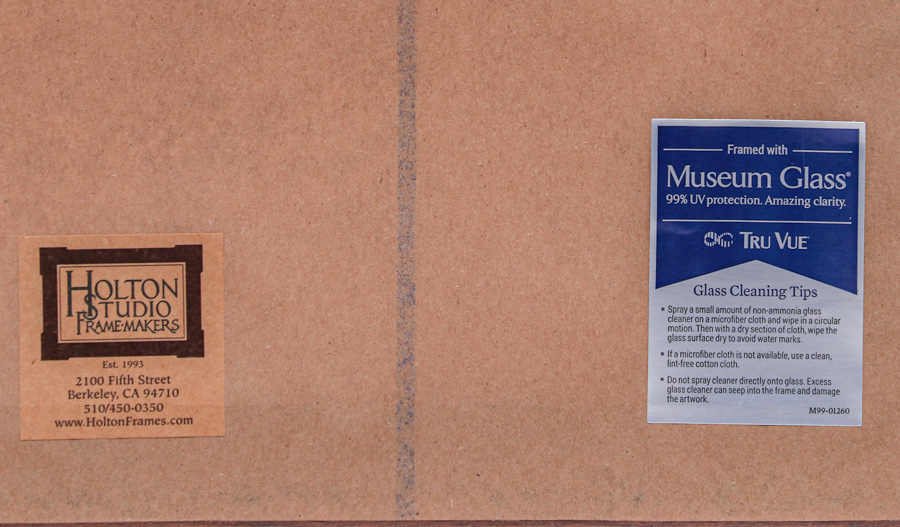 HOLTON
STUDIO
FRAME·MAKERS
Est. 1993
2100 Fifth Street
Berkeley, CA 94710
510/450-0350
www.HoltonFrames.com
Framed with
Museum Glass®
99% UV protection. Amazing clarity.
TRU VUE®
Glass Cleaning Tips
• Spray a small amount of non-ammonia glass
cleaner on a microfiber cloth and wipe in a circular
motion. Then with a dry section of cloth, wipe the
glass surface dry to avoid water marks.
• If a microfiber cloth is not available, use a clean,
lint-free cotton cloth.
• Do not spray cleaner directly onto glass. Excess
glass cleaner can seep into the frame and damage
the artwork.
M99-01260